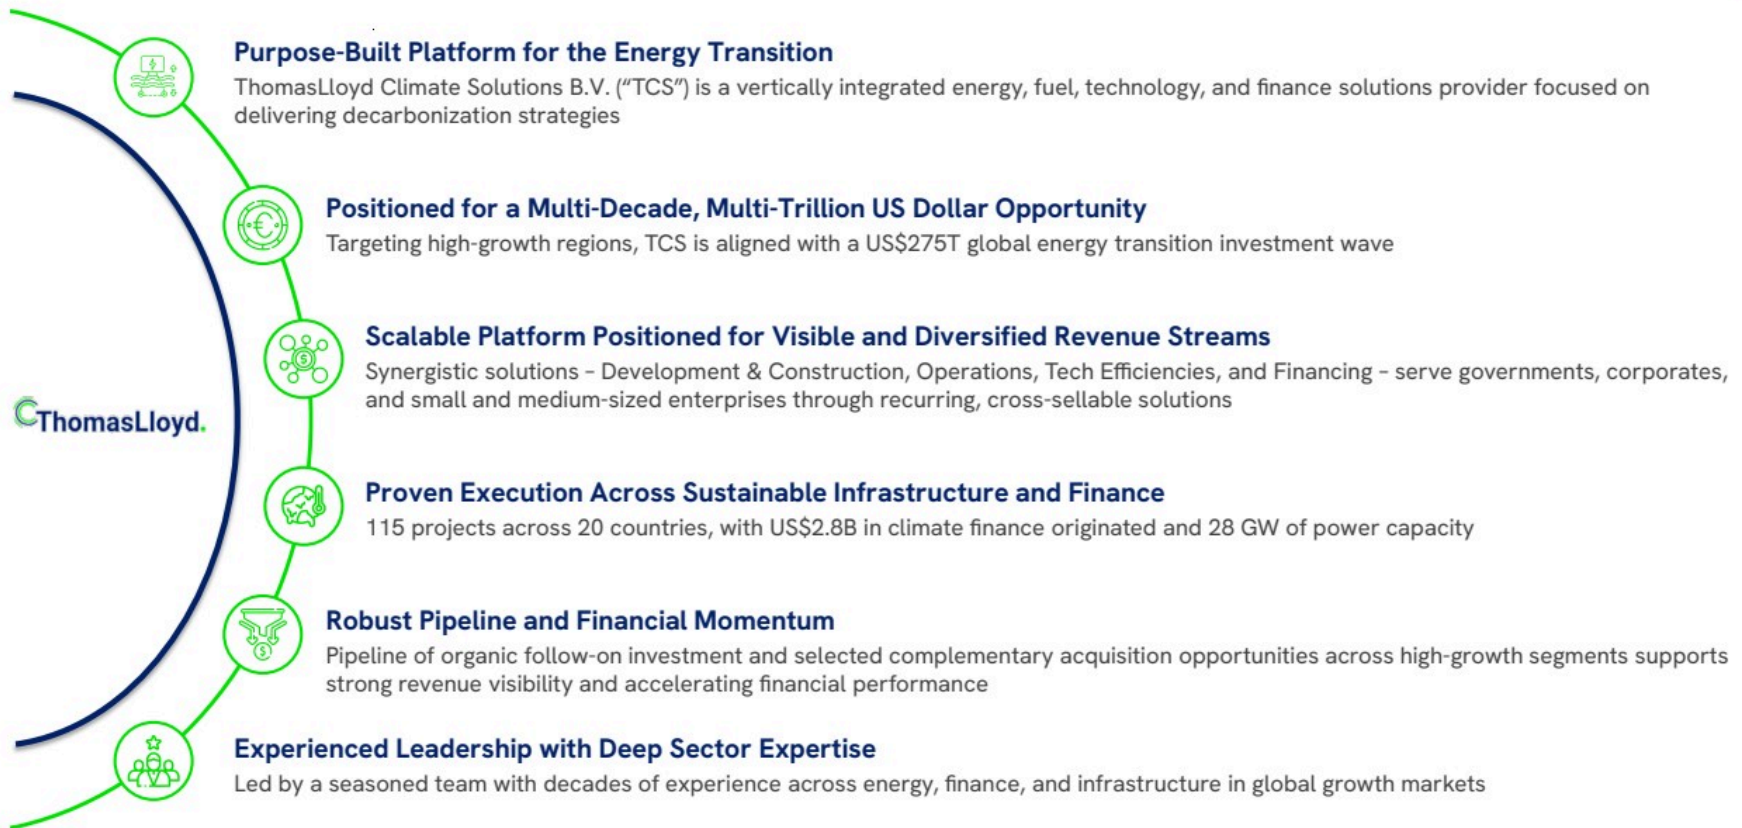 Purpose-Built Platform for the Energy Transition
ThomasLloyd Climate Solutions B.V. (“TCS”) is a vertically integrated energy, fuel, technology, and finance solutions provider focused on
delivering decarbonization strategies
Positioned for a Multi-Decade, Multi-Trillion US Dollar Opportunity
Targeting high-growth regions, TCS is aligned with a US$275T global energy transition investment wave
Scalable Platform Positioned for Visible and Diversified Revenue Streams
Synergistic solutions – Development & Construction, Operations, Tech Efficiencies, and Financing – serve governments, corporates,
and small and medium-sized enterprises through recurring, cross-sellable solutions
ThomasLloyd.
Proven Execution Across Sustainable Infrastructure and Finance
115 projects across 20 countries, with US$2.8B in climate finance originated and 28 GW of power capacity
Robust Pipeline and Financial Momentum
Pipeline of organic follow-on investment and selected complementary acquisition opportunities across high-growth segments supports
strong revenue visibility and accelerating financial performance
Experienced Leadership with Deep Sector Expertise
Led by a seasoned team with decades of experience across energy, finance, and infrastructure in global growth markets